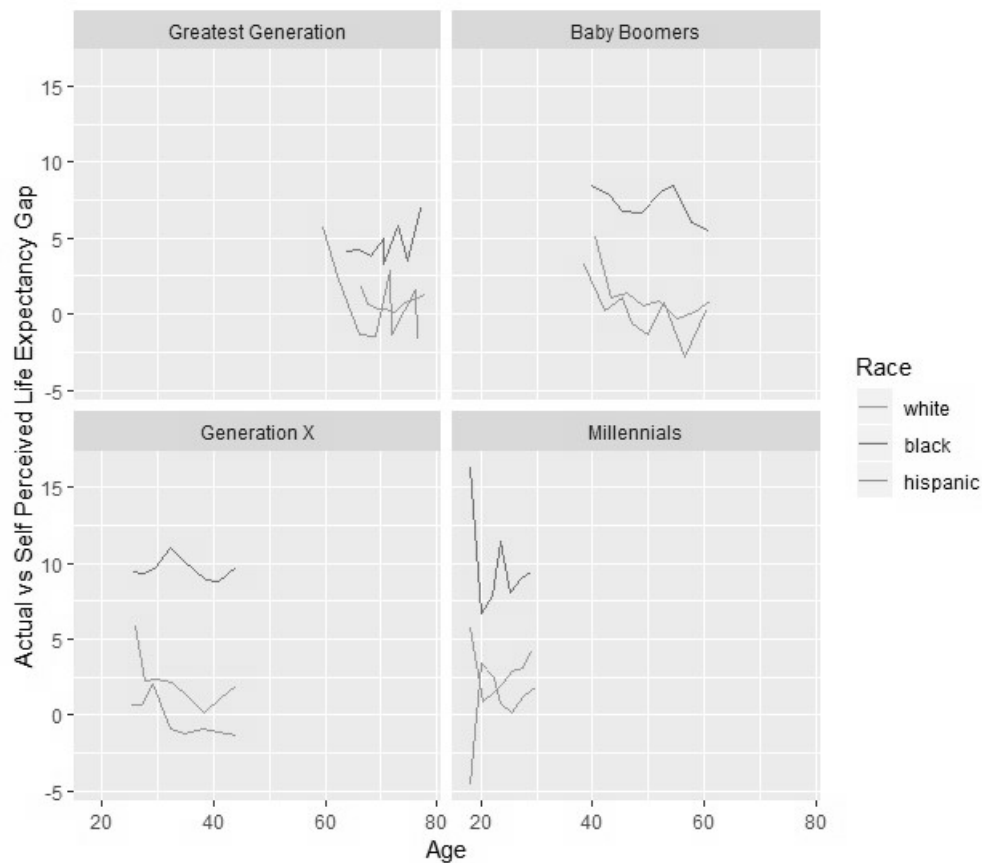 Greatest Generation
Baby Boomers
15
10
5
0
-5
Generation X
Millennials
15
10
5
0
-5
20
40
60
80
20
40
60
80
Age
Actual vs Self Perceived Life Expectancy Gap
Race
white
black
hispanic